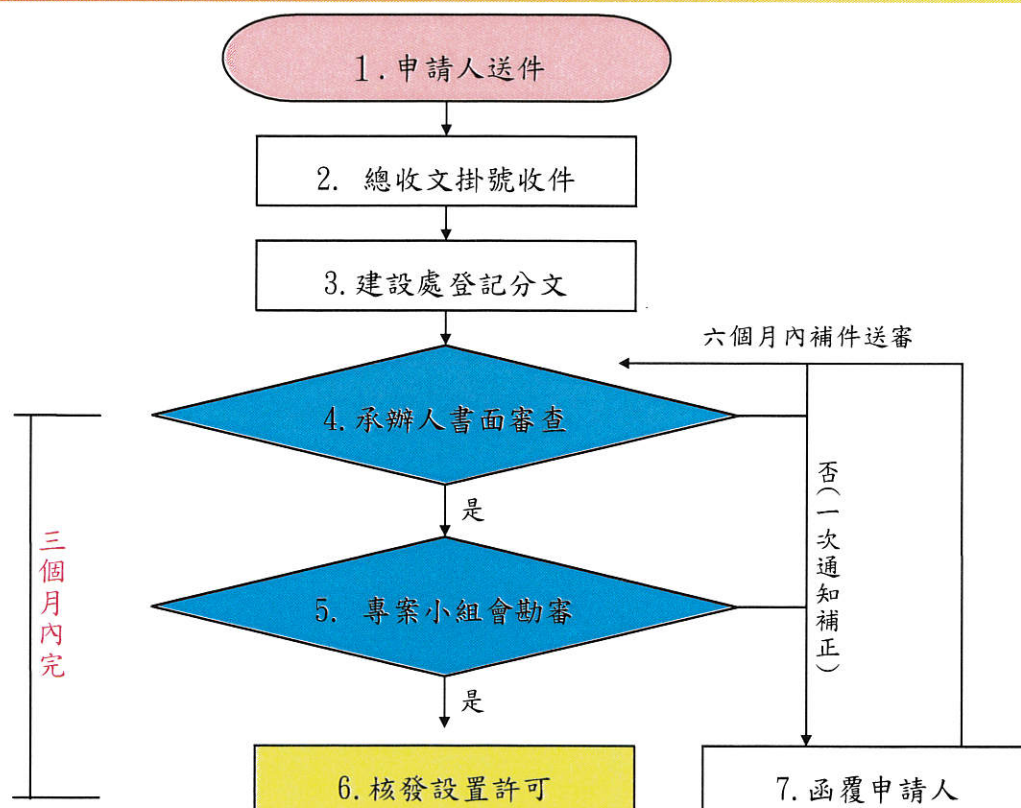 1.申請人送件
2. 總收文掛號收件
3.建設處登記分文
六個月內補件送審
4.承辦人書面審查
是
否(一次通知補正)
三個月內完
5. 專案小組會勘審
是
6.核發設置許可
7.函覆申請人